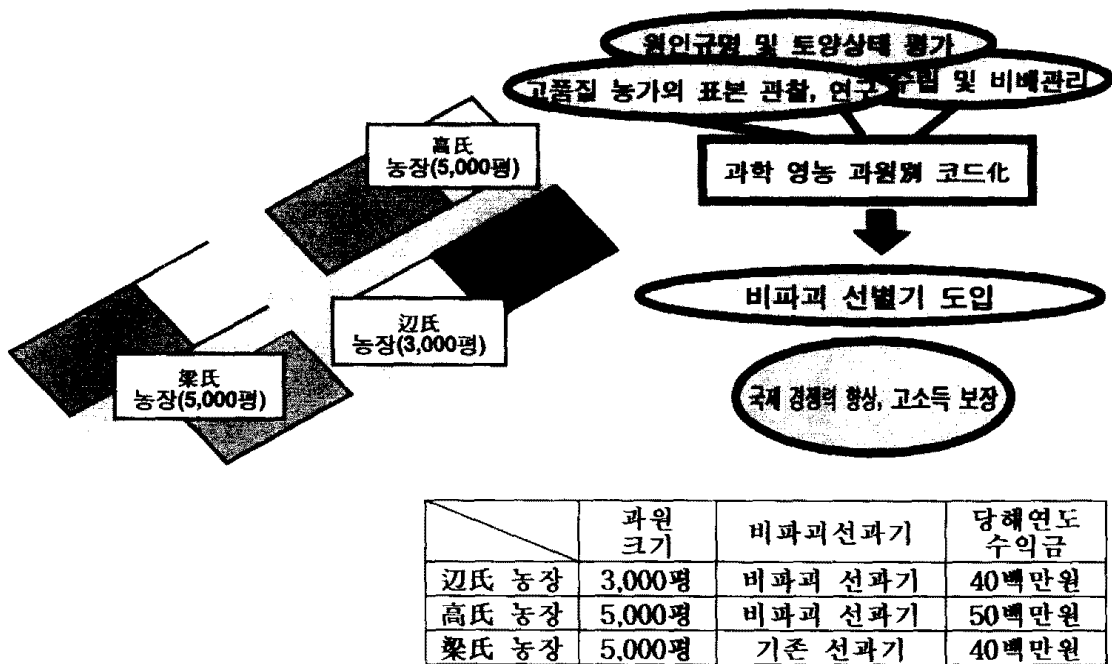 원인규명 및 토양상태 평가
고품질 농가의 표본 관찰, 연구
수립 및 비배관리
과학 영농 과원別 코드化
비파괴 선별기 도입
국제 경쟁력 향상, 고소득 보장
高氏
농장(5,000평)
辺氏
농장(3,000평)
梁氏
농장(5,000평)
과원 크기 비파괴선과기 당해연도 수익금
辺氏 농장 3,000평 비파괴 선과기 40백만원
高氏 농장 5,000평 비파괴 선과기 50백만원
梁氏 농장 5,000평 기존 선과기 40백만원